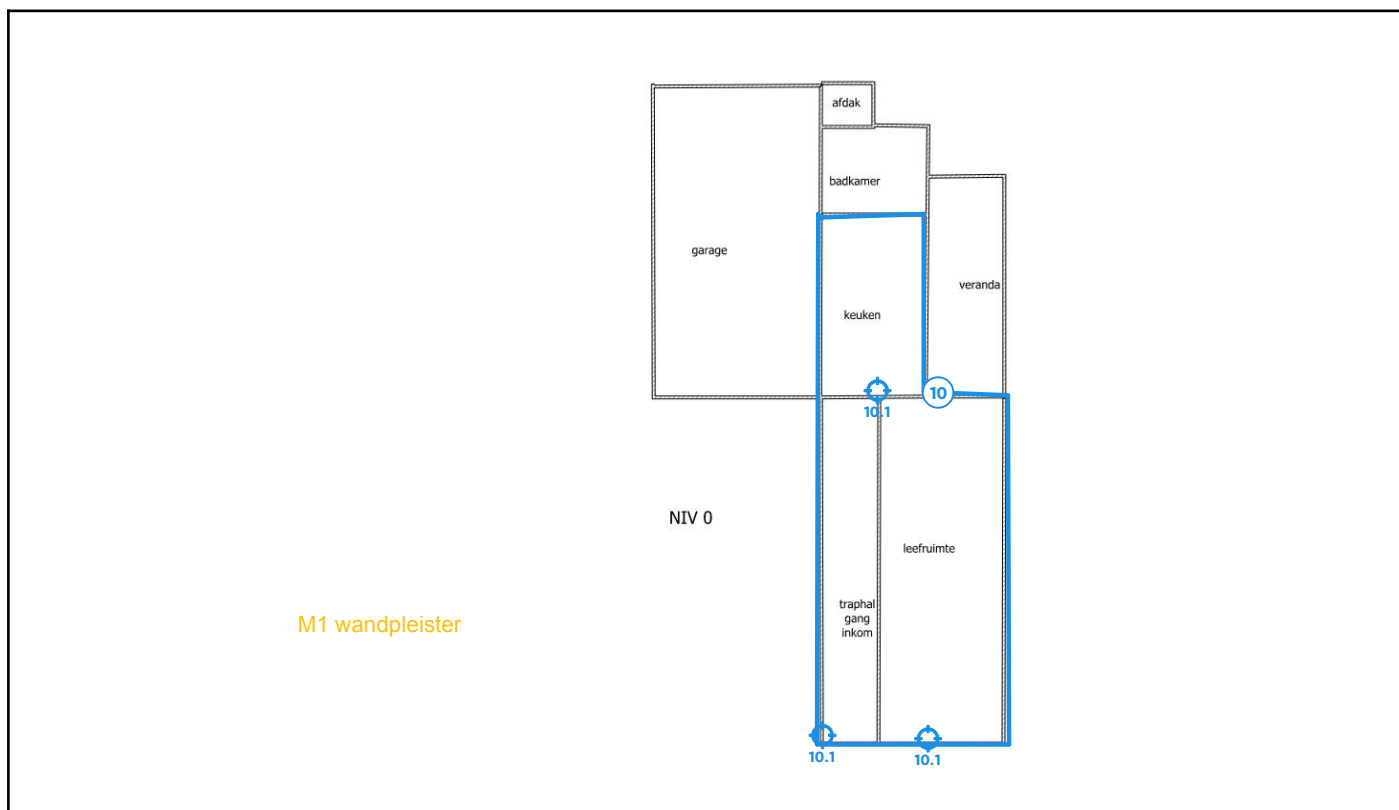 afdak
badkamer
garage
veranda
keuken
10
10.1
NIV 0
leefruimte
traphal
gang
inkom
M1 wandpleister
10.1
10.1